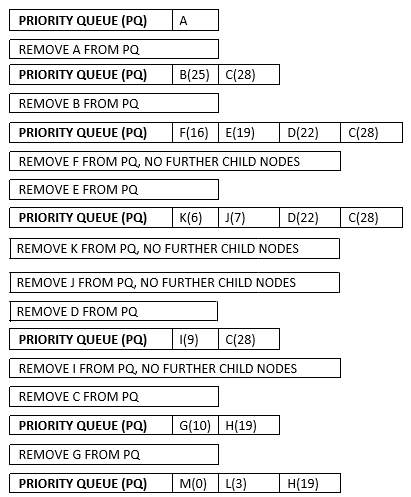 PRIORITY QUEUE (PQ) A
REMOVE A FROM PQ
PRIORITY QUEUE (PQ) B(25) C(28)
REMOVE B FROM PQ
PRIORITY QUEUE (PQ) F(16) E(19) D(22) C(28)
REMOVE F FROM PQ, NO FURTHER CHILD NODES
REMOVE E FROM PQ
PRIORITY QUEUE (PQ) K(6) J(7) D(22) C(28)
REMOVE K FROM PQ, NO FURTHER CHILD NODES
REMOVE J FROM PQ, NO FURTHER CHILD NODES
REMOVE D FROM PQ
PRIORITY QUEUE (PQ) I(9) C(28)
REMOVE I FROM PQ, NO FURTHER CHILD NODES
REMOVE C FROM PQ
PRIORITY QUEUE (PQ) G(10) H(19)
REMOVE G FROM PQ
PRIORITY QUEUE (PQ) M(0) L(3) H(19)